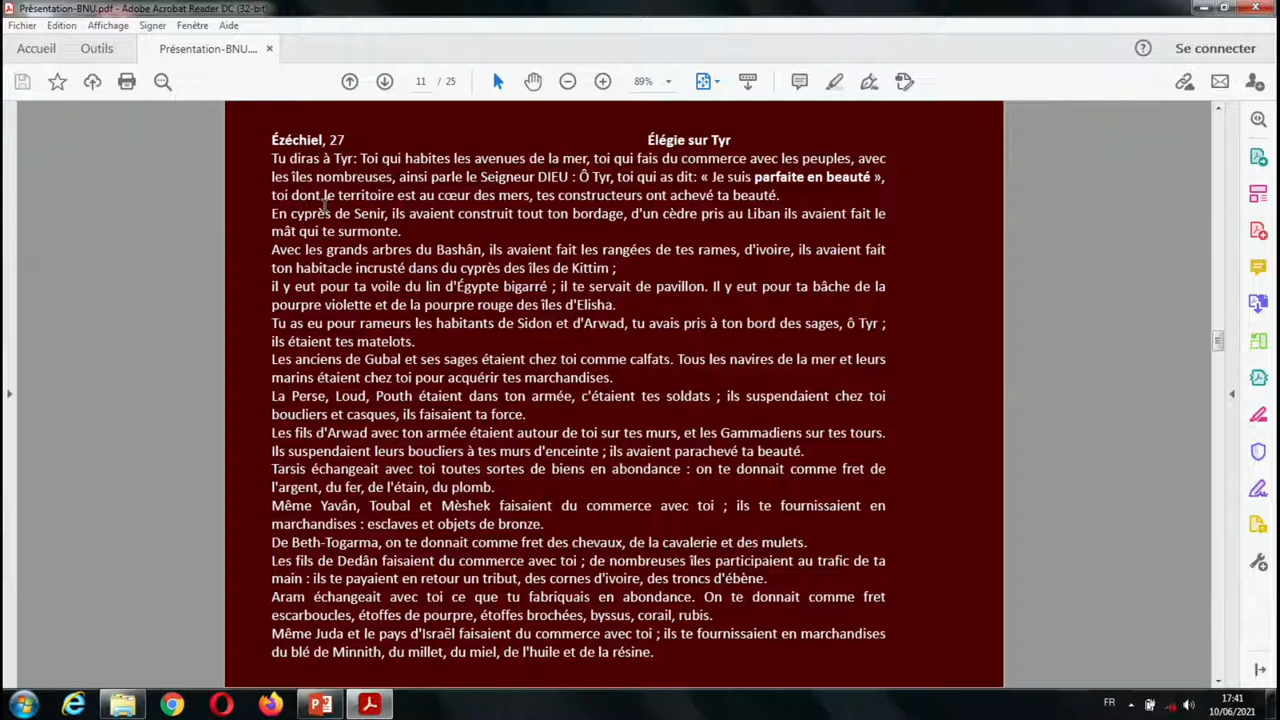 Présentation-BNU.pdf - Adobe Acrobat Reader DC (32-bit)
Fichier Edition Affichage Signer Fenêtre Aide
Accueil Outils Présentation-BNU.... × Se connecter
11 / 25 89%
Ézéchiel, 27 Élégie sur Tyr
Tu diras à Tyr: Toi qui habites les avenues de la mer, toi qui fais du commerce avec les peuples, avec
les îles nombreuses, ainsi parle le Seigneur DIEU : Ô Tyr, toi qui as dit: « Je suis parfaite en beauté »,
toi dont le territoire est au cœur des mers, tes constructeurs ont achevé ta beauté.
En cyprès de Senir, ils avaient construit tout ton bordage, d'un cèdre pris au Liban ils avaient fait le
mât qui te surmonte.
Avec les grands arbres du Bashân, ils avaient fait les rangées de tes rames, d'ivoire, ils avaient fait
ton habitacle incrusté dans du cyprès des îles de Kittim ;
il y eut pour ta voile du lin d'Égypte bigarré ; il te servait de pavillon. Il y eut pour ta bâche de la
pourpre violette et de la pourpre rouge des îles d'Elisha.
Tu as eu pour rameurs les habitants de Sidon et d'Arwad, tu avais pris à ton bord des sages, ô Tyr ;
ils étaient tes matelots.
Les anciens de Gubal et ses sages étaient chez toi comme calfats. Tous les navires de la mer et leurs
marins étaient chez toi pour acquérir tes marchandises.
La Perse, Loud, Pouth étaient dans ton armée, c'étaient tes soldats ; ils suspendaient chez toi
boucliers et casques, ils faisaient ta force.
Les fils d'Arwad avec ton armée étaient autour de toi sur tes murs, et les Gammadiens sur tes tours.
Ils suspendaient leurs boucliers à tes murs d'enceinte ; ils avaient parachevé ta beauté.
Tarsis échangeait avec toi toutes sortes de biens en abondance : on te donnait comme fret de
l'argent, du fer, de l'étain, du plomb.
Même Yavân, Toubal et Mèshek faisaient du commerce avec toi ; ils te fournissaient en
marchandises : esclaves et objets de bronze.
De Beth-Togarma, on te donnait comme fret des chevaux, de la cavalerie et des mulets.
Les fils de Dedân faisaient du commerce avec toi ; de nombreuses îles participaient au trafic de ta
main : ils te payaient en retour un tribut, des cornes d'ivoire, des troncs d'ébène.
Aram échangeait avec toi ce que tu fabriquais en abondance. On te donnait comme fret
escarboucles, étoffes de pourpre, étoffes brochées, byssus, corail, rubis.
Même Juda et le pays d'Israël faisaient du commerce avec toi ; ils te fournissaient en marchandises
du blé de Minnith, du millet, du miel, de l'huile et de la résine.
FR 17:41
10/06/2021